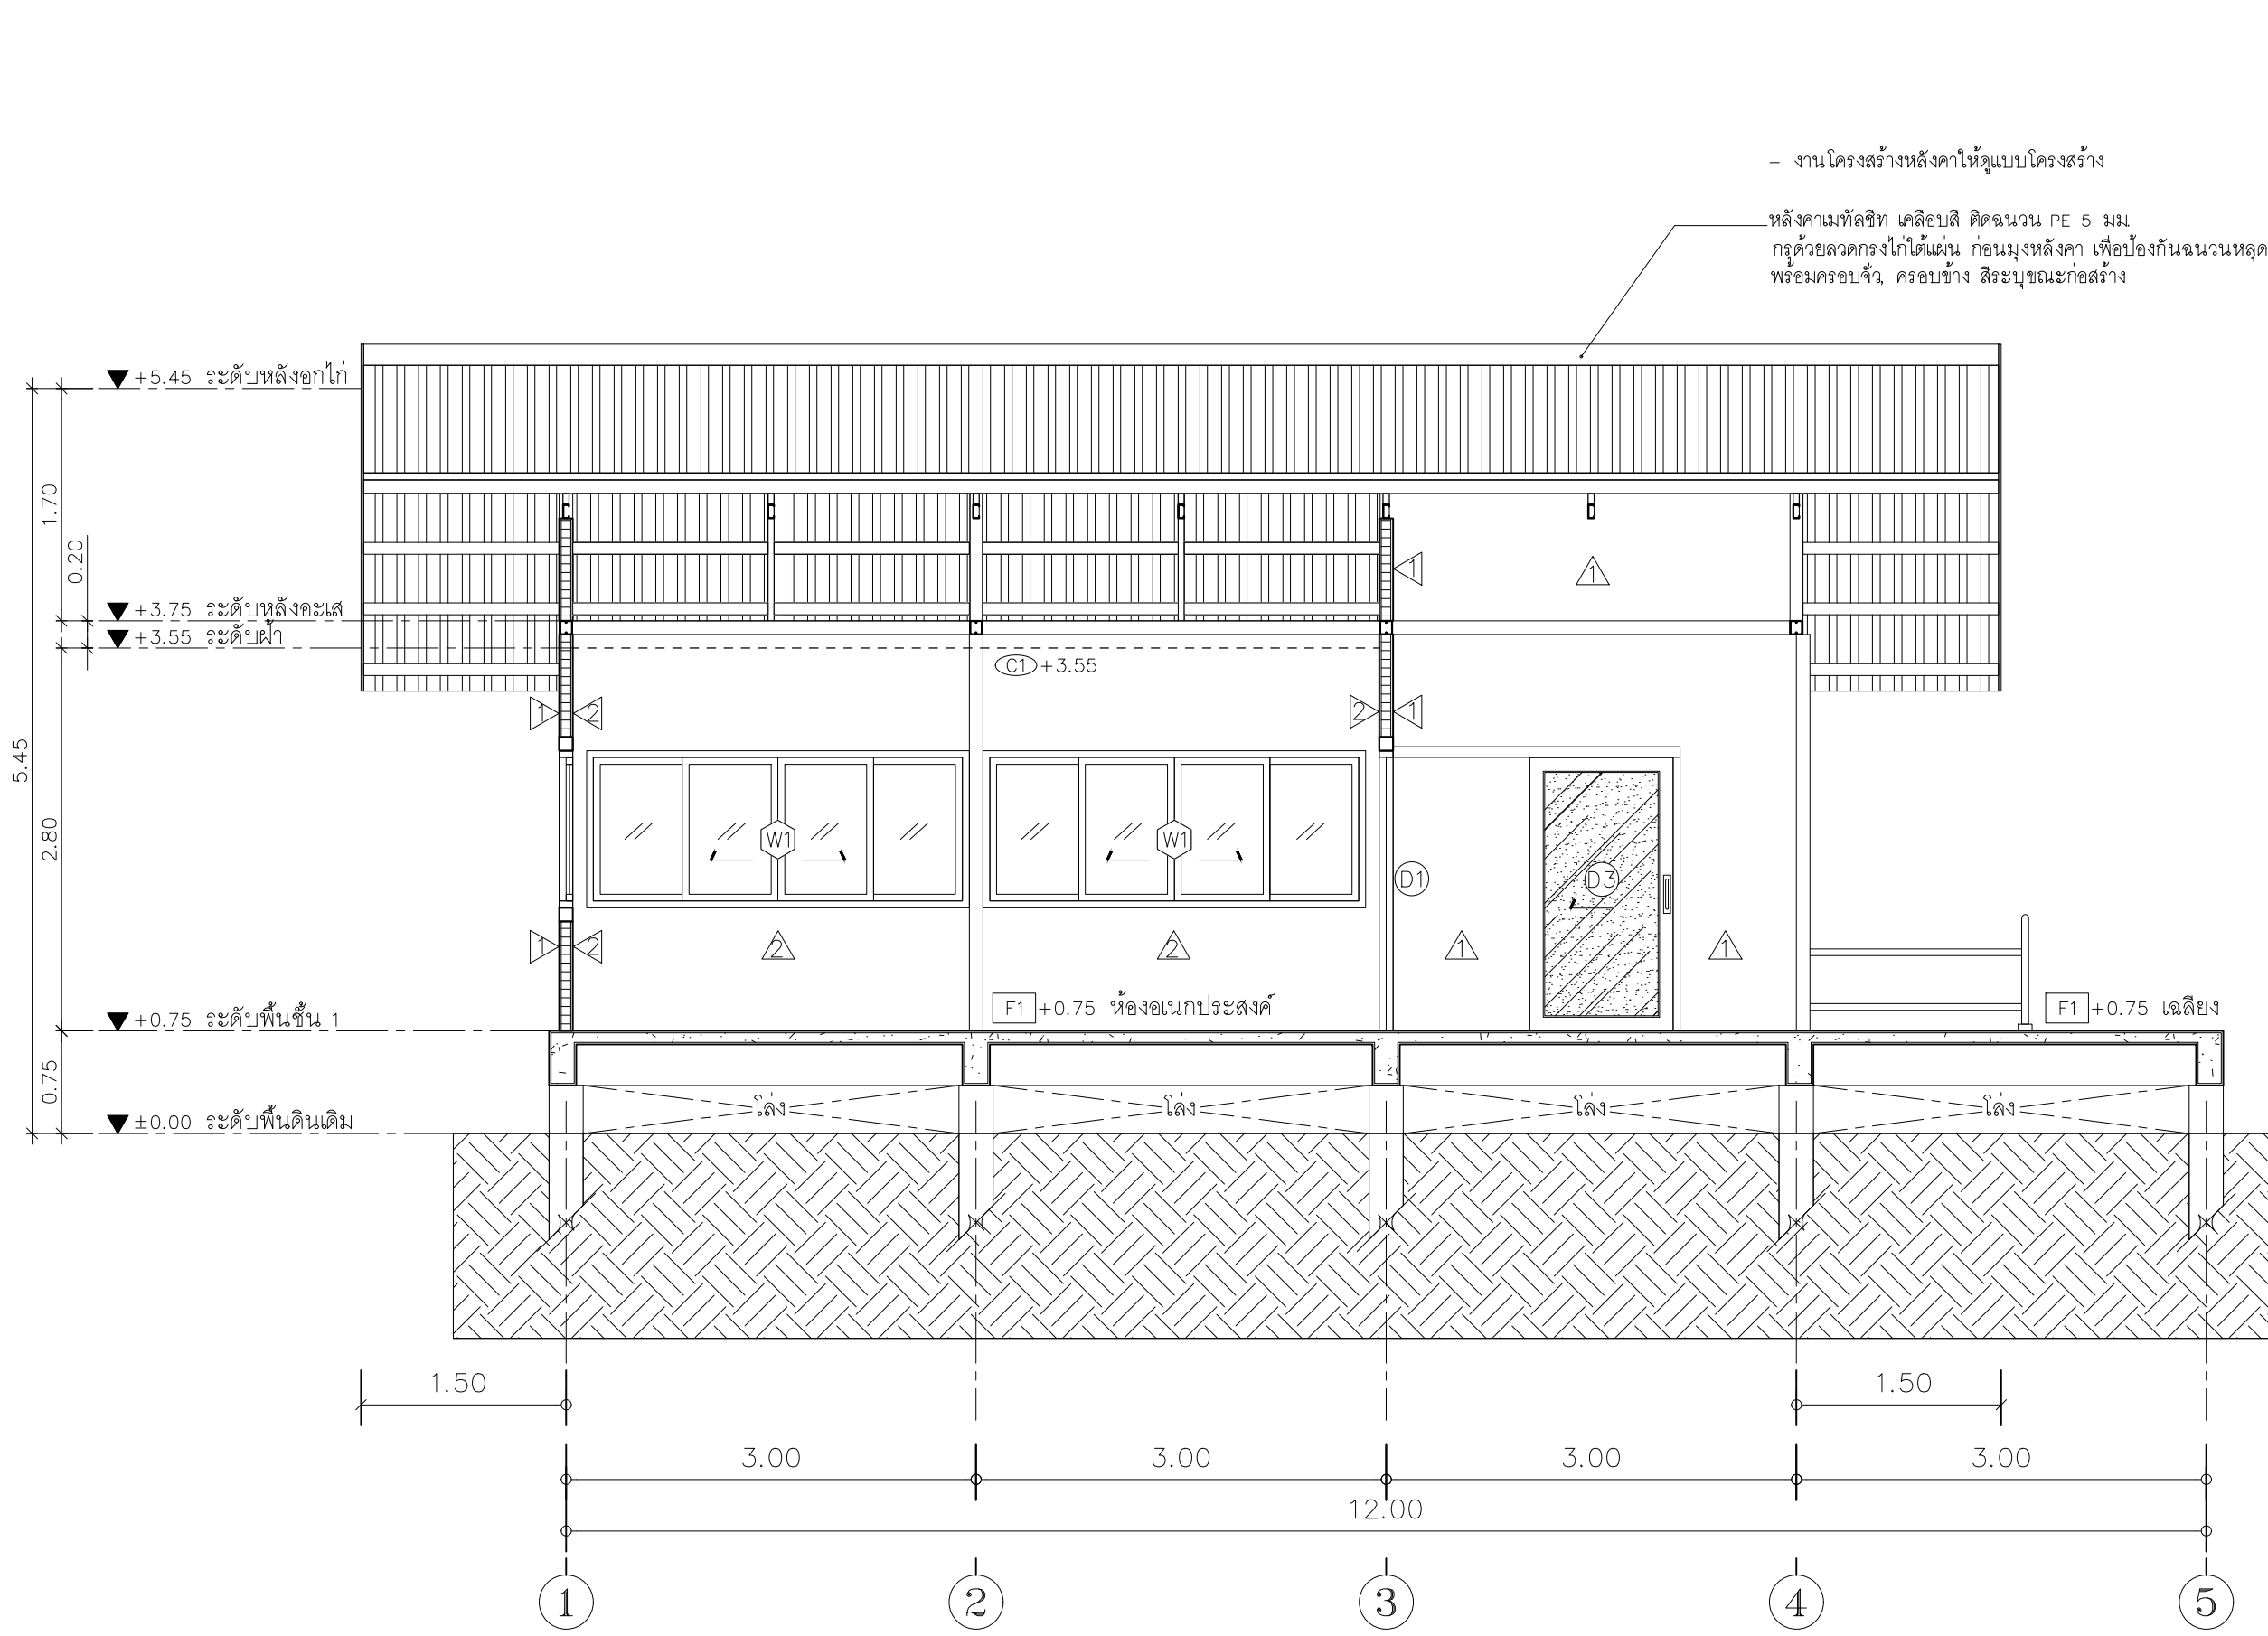 - งานโครงสร้างหลังคาให้ดูแบบโครงสร้าง
หลังคาเมทัลชีท เคลือบสี ติดฉนวน PE 5 มม.
กรุด้วยลวดกรงไก่ใต้แผ่น ก่อนมุงหลังคา เพื่อป้องกันฉนวนหลุด
พร้อมครอบจั่ว, ครอบข้าง สีระบุขณะก่อสร้าง
+5.45 ระดับหลังอกไก่
1.70
0.20
1
1
+3.75 ระดับหลังอะเส
+3.55 ระดับฝ้า
C1 +3.55
1 2
2 1
5.45
2.80
W1
W1
D1
D3
1 2
2
2
1
1
F1 +0.75 ห้องอเนกประสงค์
F1 +0.75 เฉลียง
+0.75 ระดับพื้นชั้น 1
0.75
โล่ง
โล่ง
โล่ง
โล่ง
±0.00 ระดับพื้นดินเดิม
1.50
1.50
3.00
3.00
3.00
3.00
12.00
1
2
3
4
5